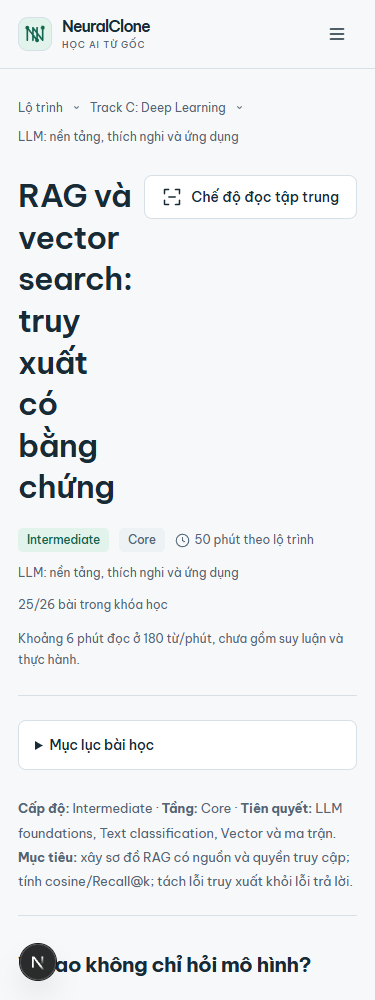 NeuralClone
HỌC AI TỪ GỐC
Lộ trình
Track C: Deep Learning
LLM: nền tảng, thích nghi và ứng dụng
RAG và
vector
search:
truy
xuất
có
bằng
chứng
Chế độ đọc tập trung
Intermediate
Core
50 phút theo lộ trình
LLM: nền tảng, thích nghi và ứng dụng
25/26 bài trong khóa học
Khoảng 6 phút đọc ở 180 từ/phút, chưa gồm suy luận và
thực hành.
Mục lục bài học
Cấp độ: Intermediate · Tầng: Core · Tiên quyết: LLM
foundations, Text classification, Vector và ma trận.
Mục tiêu: xây sơ đồ RAG có nguồn và quyền truy cập;
tính cosine/Recall@k; tách lỗi truy xuất khỏi lỗi trả lời.
N
ao không chỉ hỏi mô hình?